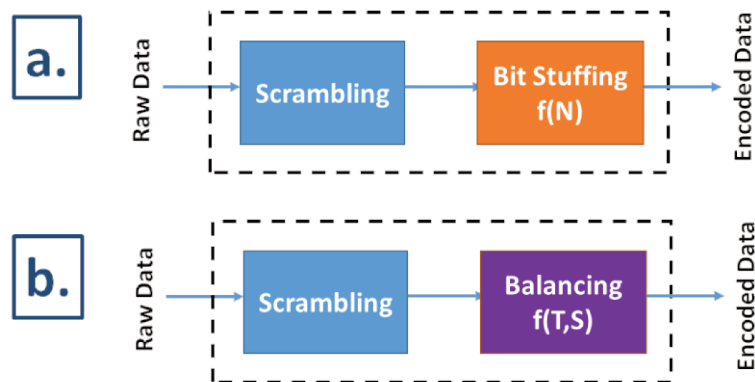 a.
Raw Data
Scrambling
Bit Stuffing
f(N)
Encoded Data
b.
Raw Data
Scrambling
Balancing
f(T,S)
Encoded Data